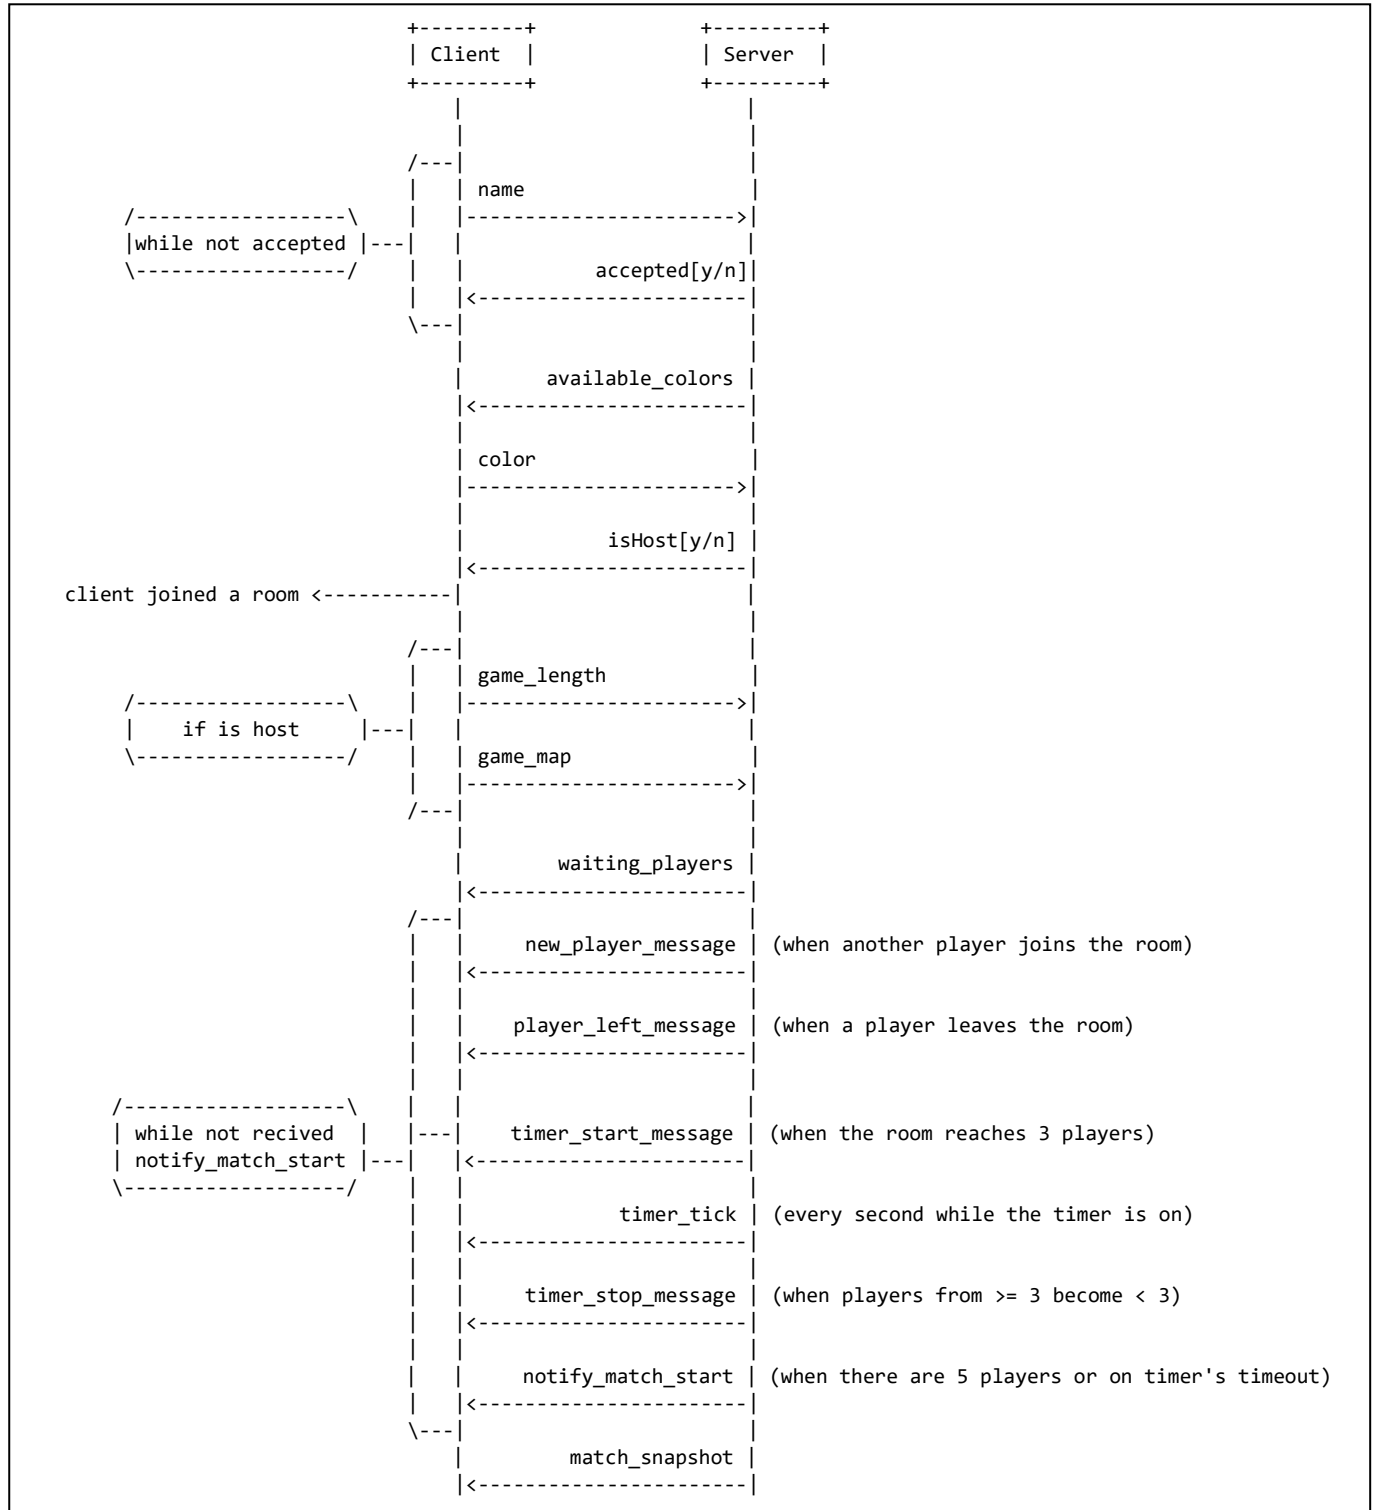 Client Server
name
while not accepted
accepted[y/n]
available_colors
color
isHost[y/n]
client joined a room
game_length
if is host
game_map
waiting_players
new_player_message (when another player joins the room)
player_left_message (when a player leaves the room)
while not recived timer_start_message (when the room reaches 3 players)
notify_match_start
timer_tick (every second while the timer is on)
timer_stop_message (when players from >= 3 become < 3)
notify_match_start (when there are 5 players or on timer's timeout)
match_snapshot